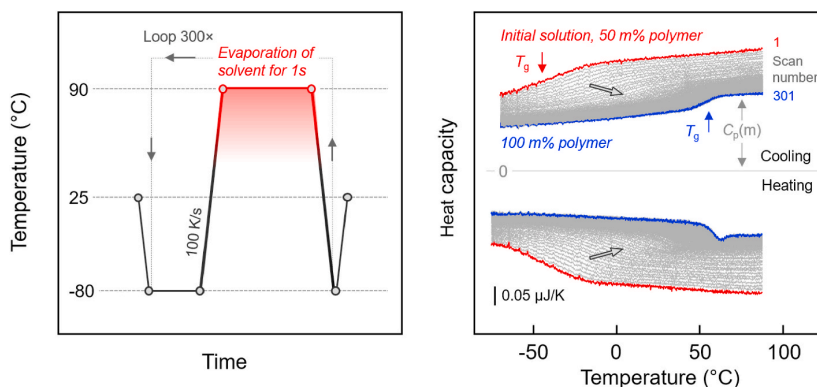 Loop 300×
Evaporation of
solvent for 1s
90
25
-80
100 K/s
Temperature (°C)
Time
Initial solution, 50 m% polymer
1
Tg
Scan
number
301
100 m% polymer
Tg
Cp(m)
0
Cooling
Heating
0.05 µJ/K
Heat capacity
-50
0
50
100
Temperature (°C)